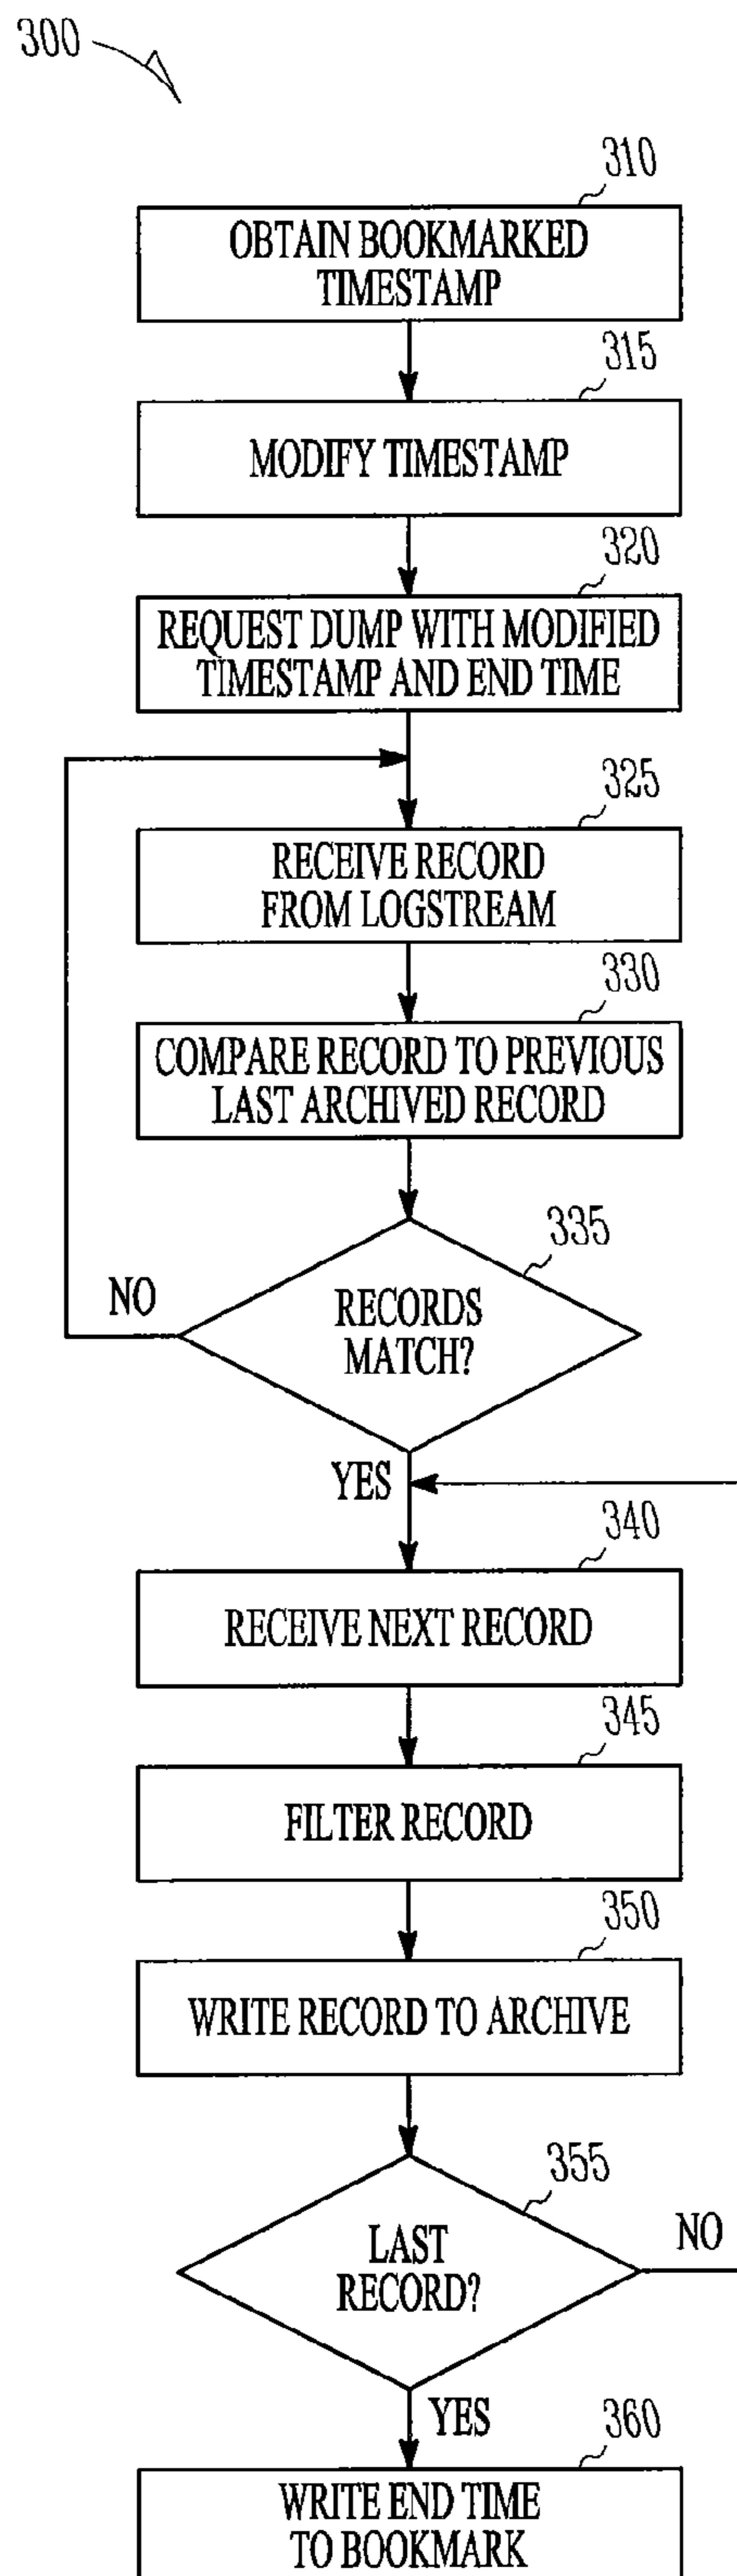 300
310
OBTAIN BOOKMARKED
TIMESTAMP
315
MODIFY TIMESTAMP
320
REQUEST DUMP WITH MODIFIED
TIMESTAMP AND END TIME
325
RECEIVE RECORD
FROM LOGSTREAM
330
COMPARE RECORD TO PREVIOUS
LAST ARCHIVED RECORD
335
NO
RECORDS
MATCH?
YES
340
RECEIVE NEXT RECORD
345
FILTER RECORD
350
WRITE RECORD TO ARCHIVE
355
NO
LAST
RECORD?
YES
360
WRITE END TIME
TO BOOKMARK